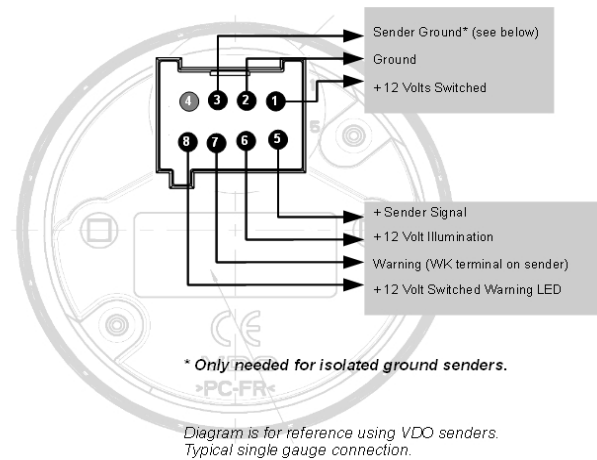 Sender Ground* (see below)
Ground
+12 Volts Switched
4 3 2 1
8 7 6 5
5
+ Sender Signal
+12 Volt Illumination
Warning (WK terminal on sender)
+12 Volt Switched Warning LED
CE
* Only needed for isolated ground senders.
VDO
>PC-FR<
Diagram is for reference using VDO senders.
Typical single gauge connection.